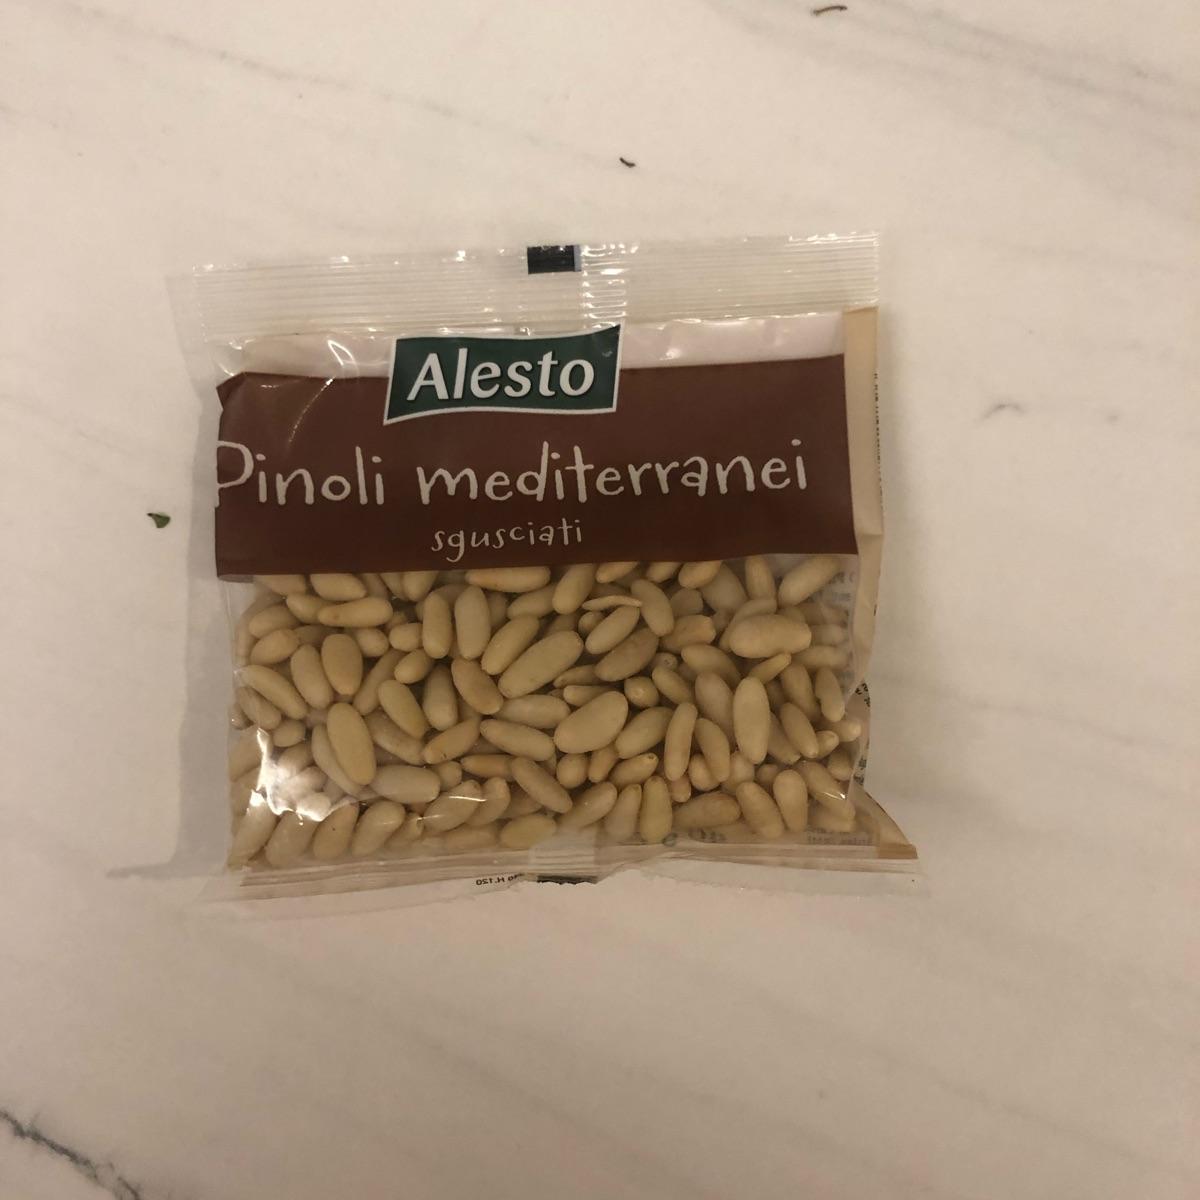 Alesto
Pinoli mediterranei
sgusciati